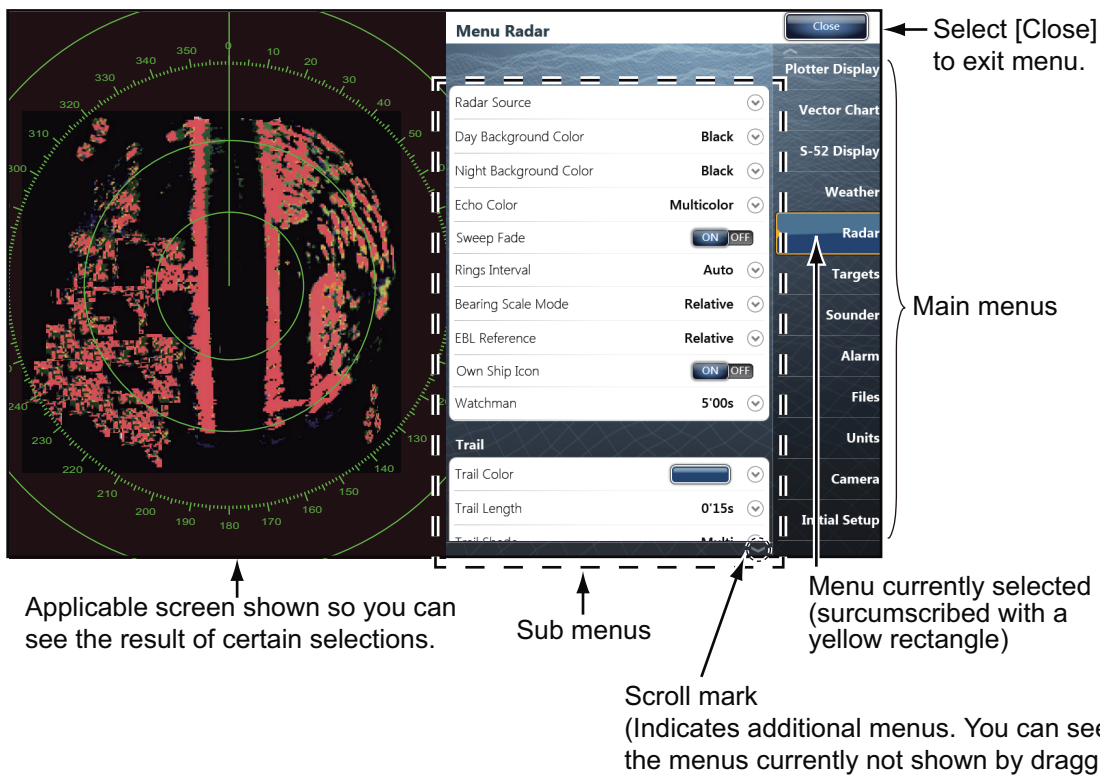 Menu Radar
Close
Select [Close]
to exit menu.
Plotter Display
Vector Chart
S-52 Display
Weather
Radar
Targets
Sounder
Alarm
Files
Units
Camera
Initial Setup
Main menus
Radar Source
Day Background Color Black
Night Background Color Black
Echo Color Multicolor
Sweep Fade ON OFF
Rings Interval Auto
Bearing Scale Mode Relative
EBL Reference Relative
Own Ship Icon ON OFF
Watchman 5'00s
Trail
Trail Color
Trail Length 0'15s
Trail Shade Multi
0
10
20
30
40
50
130
140
150
160
170
180
190
200
210
220
230
240
300
310
320
340
350
Applicable screen shown so you can
see the result of certain selections.
Sub menus
Menu currently selected
(surcumscribed with a
yellow rectangle)
Scroll mark
(Indicates additional menus. You can see
the menus currently not shown by dragg